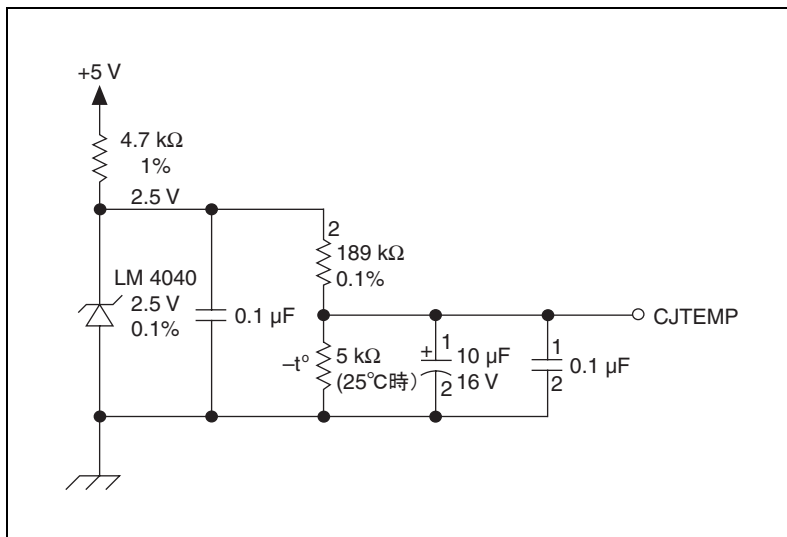 +5 V
4.7 kΩ
1%
2.5 V
2
189 kΩ
0.1%
LM 4040
2.5 V
0.1%
0.1 µF
CJTEMP
–t°
5 kΩ
(25℃時)
+
1
10 µF
2
16 V
1
0.1 µF
2